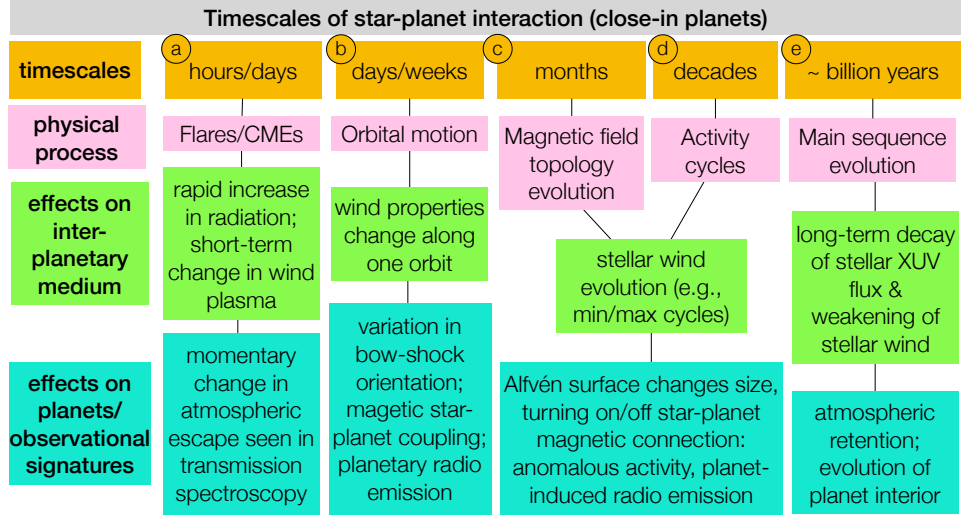 Timescales of star-planet interaction (close-in planets)
timescales
a
hours/days
b
days/weeks
c
months
d
decades
e
~ billion years
physical
process
Flares/CMEs
Orbital motion
Magnetic field
topology
evolution
Activity
cycles
Main sequence
evolution
effects on
inter-
planetary
medium
rapid increase
in radiation;
short-term
change in wind
plasma
wind properties
change along
one orbit
stellar wind
evolution (e.g.,
min/max cycles)
long-term decay
of stellar XUV
flux &
weakening of
stellar wind
effects on
planets/
observational
signatures
momentary
change in
atmospheric
escape seen in
transmission
spectroscopy
variation in
bow-shock
orientation;
magetic star-
planet coupling;
planetary radio
emission
Alfvén surface changes size,
turning on/off star-planet
magnetic connection:
anomalous activity, planet-
induced radio emission
atmospheric
retention;
evolution of
planet interior